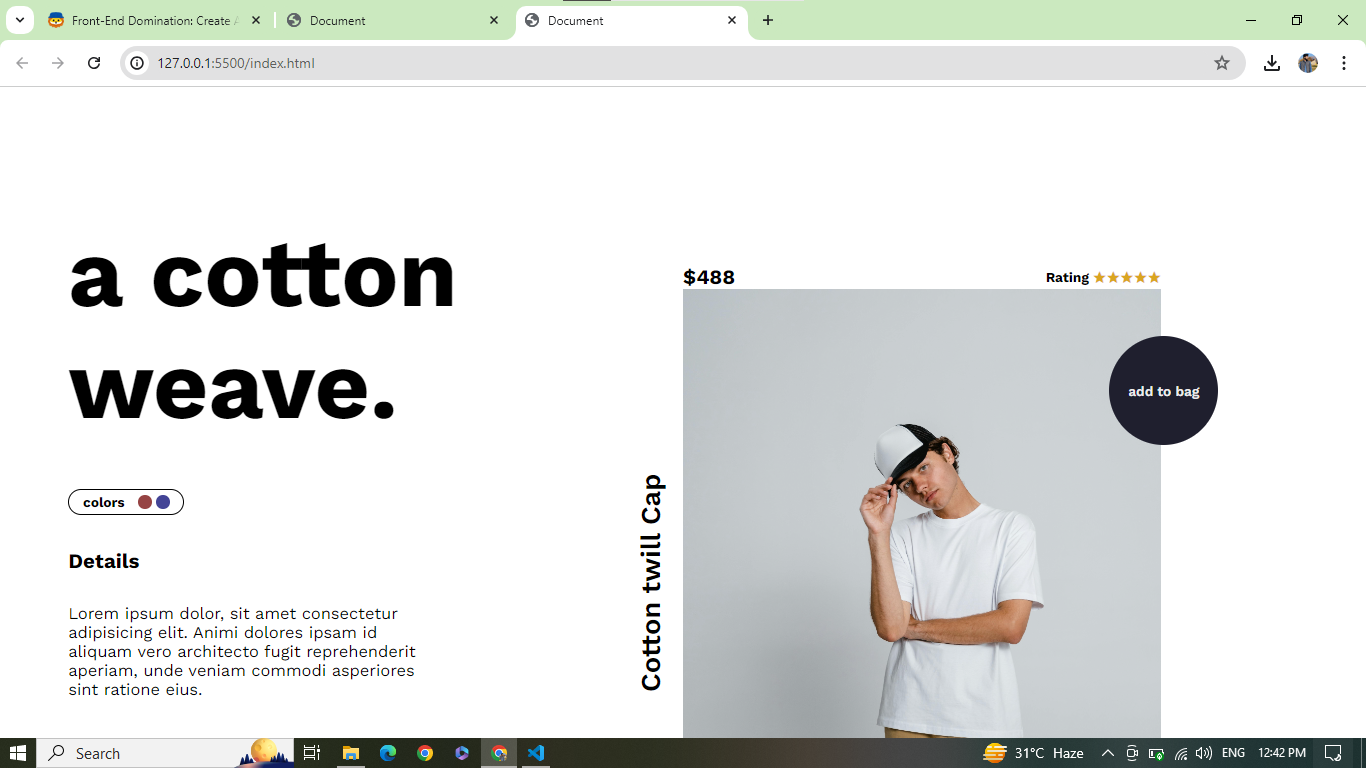 Front-End Domination: Create
Document
Document
127.0.0.1:5500/index.html
a cotton
weave.
colors
Details
Lorem ipsum dolor, sit amet consectetur
adipisicing elit. Animi dolores ipsam id
aliquam vero architecto fugit reprehenderit
aperiam, unde veniam commodi asperiores
sint ratione eius.
$488
Rating ★★★★★
add to bag
Cotton twill Cap
Search
31°C Haze
ENG
12:42 PM